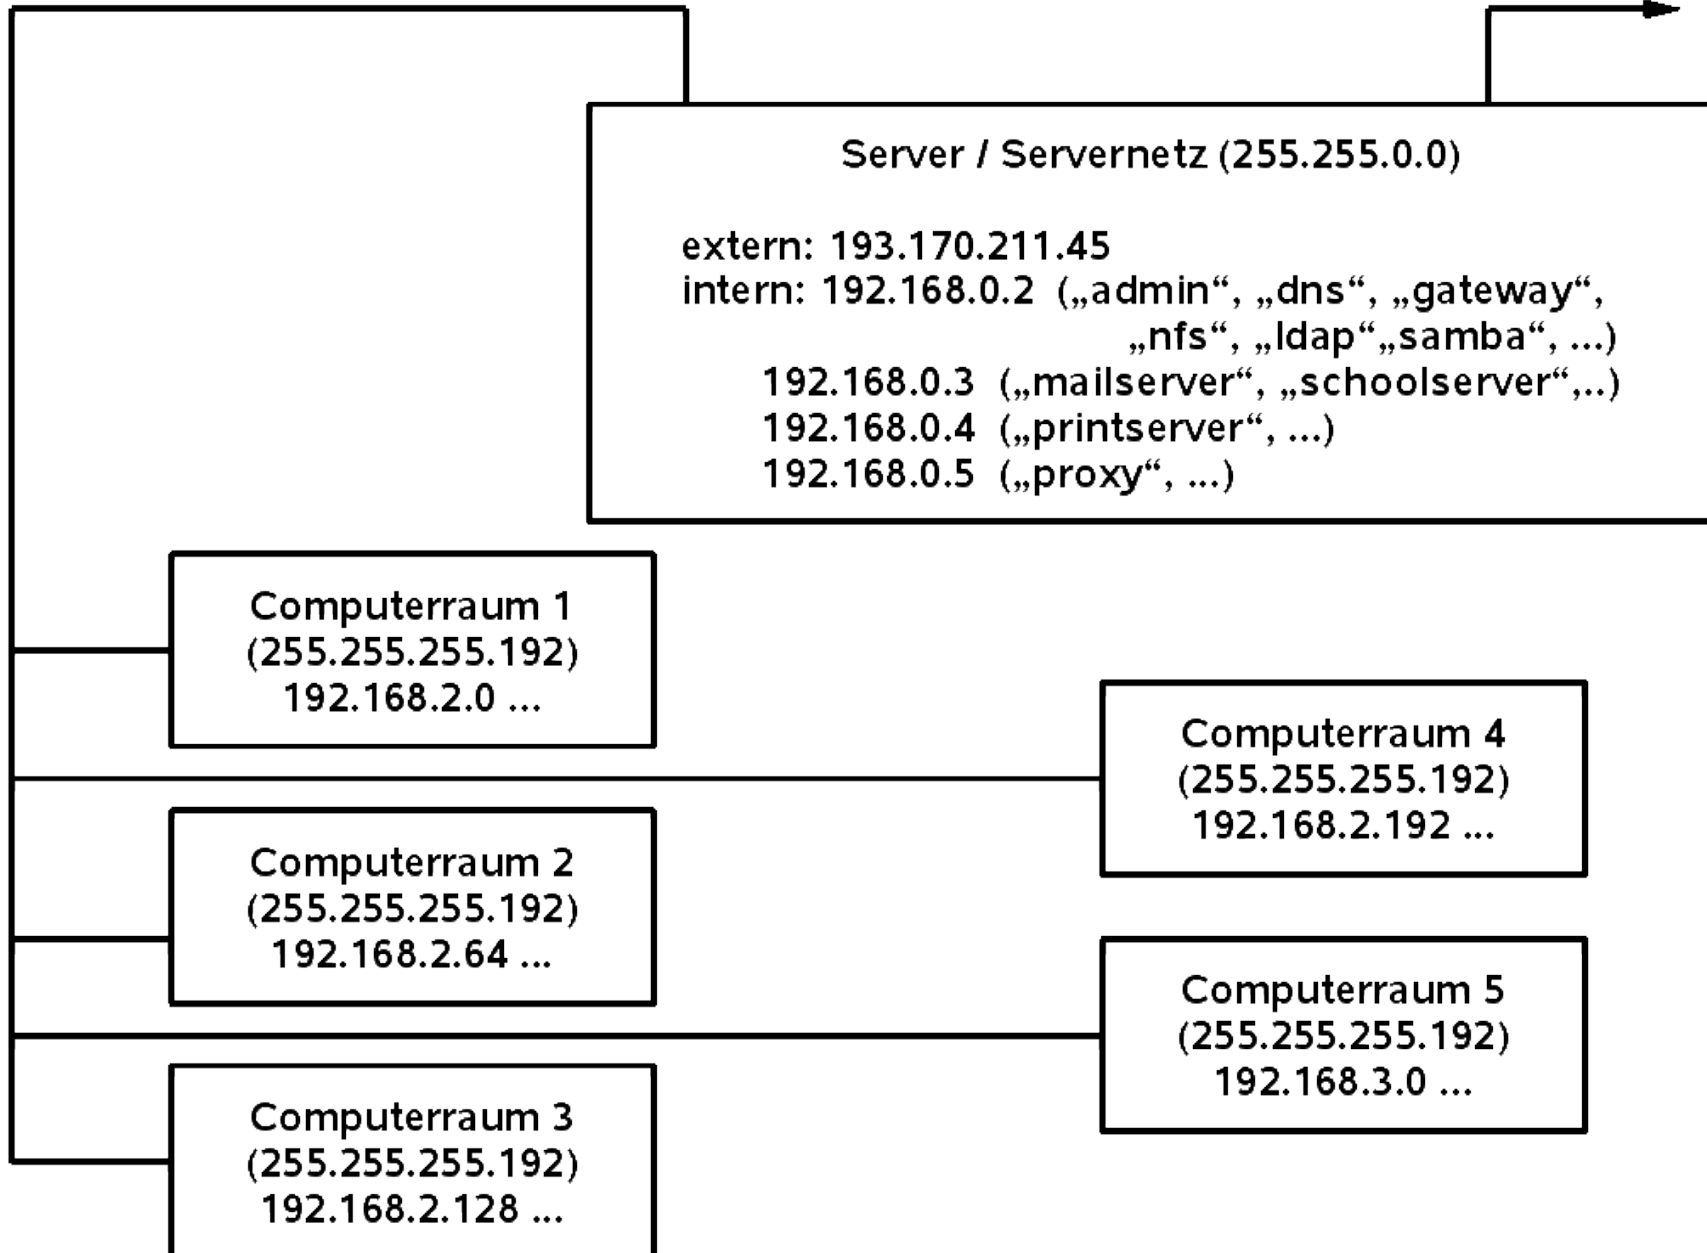 Server / Servernetz (255.255.0.0)
extern: 193.170.211.45
intern: 192.168.0.2 („admin“, „dns“, „gateway“,
„nfs“, „ldap“„samba“, ...)
192.168.0.3 („mailserver“, „schoolserver“,..)
192.168.0.4 („printserver“, ...)
192.168.0.5 („proxy“, ...)
Computerraum 1
(255.255.255.192)
192.168.2.0 ...
Computerraum 4
(255.255.255.192)
192.168.2.192 ...
Computerraum 2
(255.255.255.192)
192.168.2.64 ...
Computerraum 5
(255.255.255.192)
192.168.3.0 ...
Computerraum 3
(255.255.255.192)
192.168.2.128 ...